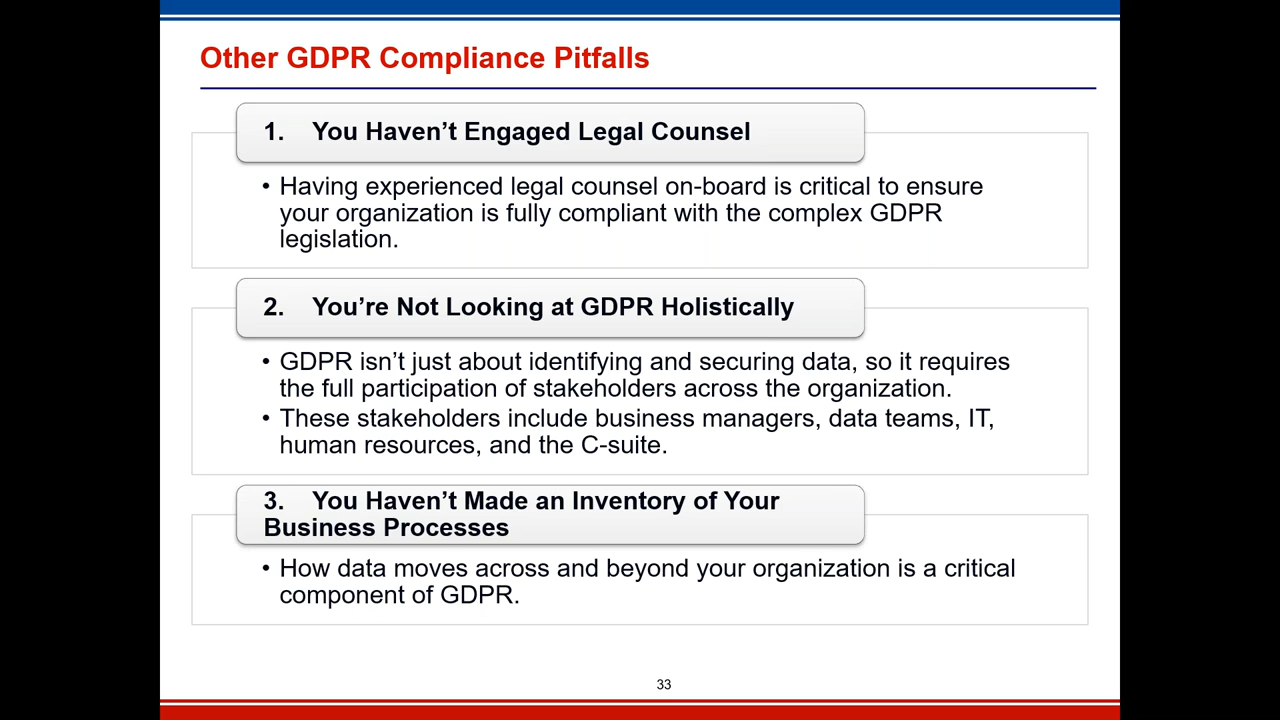 Other GDPR Compliance Pitfalls
1. You Haven’t Engaged Legal Counsel
• Having experienced legal counsel on-board is critical to ensure
your organization is fully compliant with the complex GDPR
legislation.
2. You’re Not Looking at GDPR Holistically
• GDPR isn’t just about identifying and securing data, so it requires
the full participation of stakeholders across the organization.
• These stakeholders include business managers, data teams, IT,
human resources, and the C-suite.
3. You Haven’t Made an Inventory of Your
Business Processes
• How data moves across and beyond your organization is a critical
component of GDPR.
33